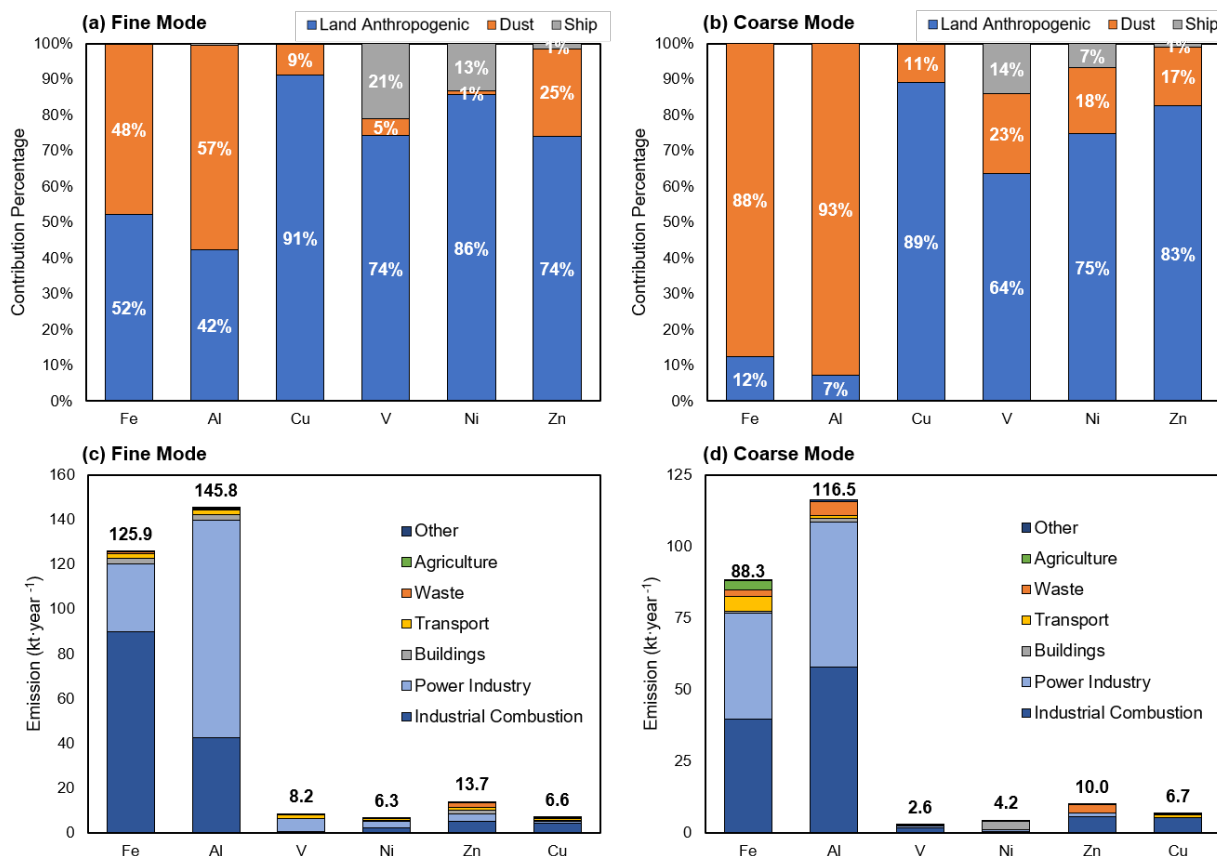 (a) Fine Mode
Land Anthropogenic Dust Ship
Contribution Percentage
100%
90%
80%
70%
60%
50%
40%
30%
20%
10%
0%
48% 57% 9% 21% 13% 1%
5% 1% 25%
52% 42% 91% 74% 86% 74%
Fe Al Cu V Ni Zn
(b) Coarse Mode
Land Anthropogenic Dust Ship
Contribution Percentage
100%
90%
80%
70%
60%
50%
40%
30%
20%
10%
0%
88% 93% 11% 14% 7% 1%
23% 18% 17%
12% 7% 89% 64% 75% 83%
Fe Al Cu V Ni Zn
(c) Fine Mode
Emission (kt·year -1)
160
140
120
100
80
60
40
20
0
125.9 145.8 8.2 6.3 13.7 6.6
Other
Agriculture
Waste
Transport
Buildings
Power Industry
Industrial Combustion
Fe Al V Ni Zn Cu
(d) Coarse Mode
Emission (kt·year -1)
125
100
75
50
25
0
88.3 116.5 2.6 4.2 10.0 6.7
Other
Agriculture
Waste
Transport
Buildings
Power Industry
Industrial Combustion
Fe Al V Ni Zn Cu